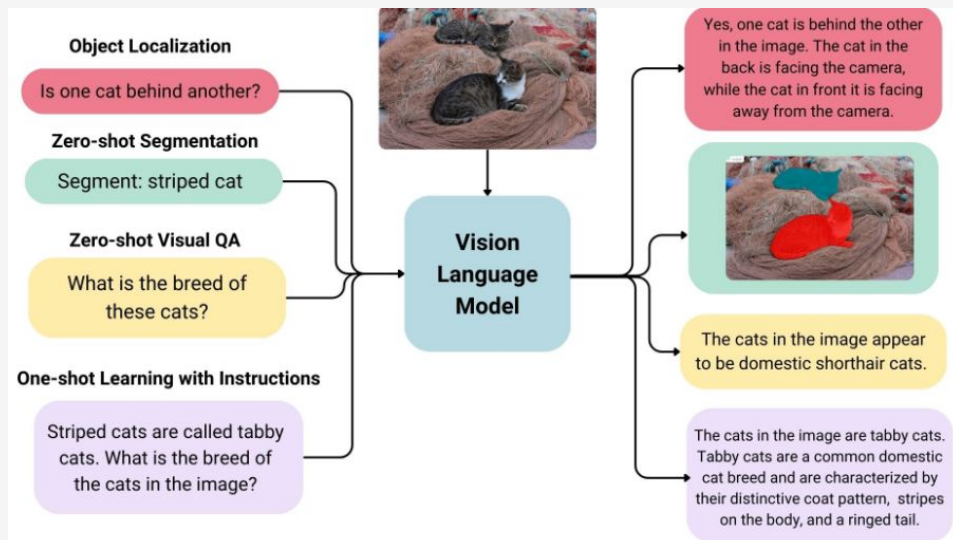 Object Localization
Is one cat behind another?
Zero-shot Segmentation
Segment: striped cat
Zero-shot Visual QA
What is the breed of
these cats?
One-shot Learning with Instructions
Striped cats are called tabby
cats. What is the breed of
the cats in the image?
Vision
Language
Model
Yes, one cat is behind the other
in the image. The cat in the
back is facing the camera,
while the cat in front it is facing
away from the camera.
The cats in the image appear
to be domestic shorthair cats.
The cats in the image are tabby cats.
Tabby cats are a common domestic
cat breed and are characterized by
their distinctive coat pattern, stripes
on the body, and a ringed tail.